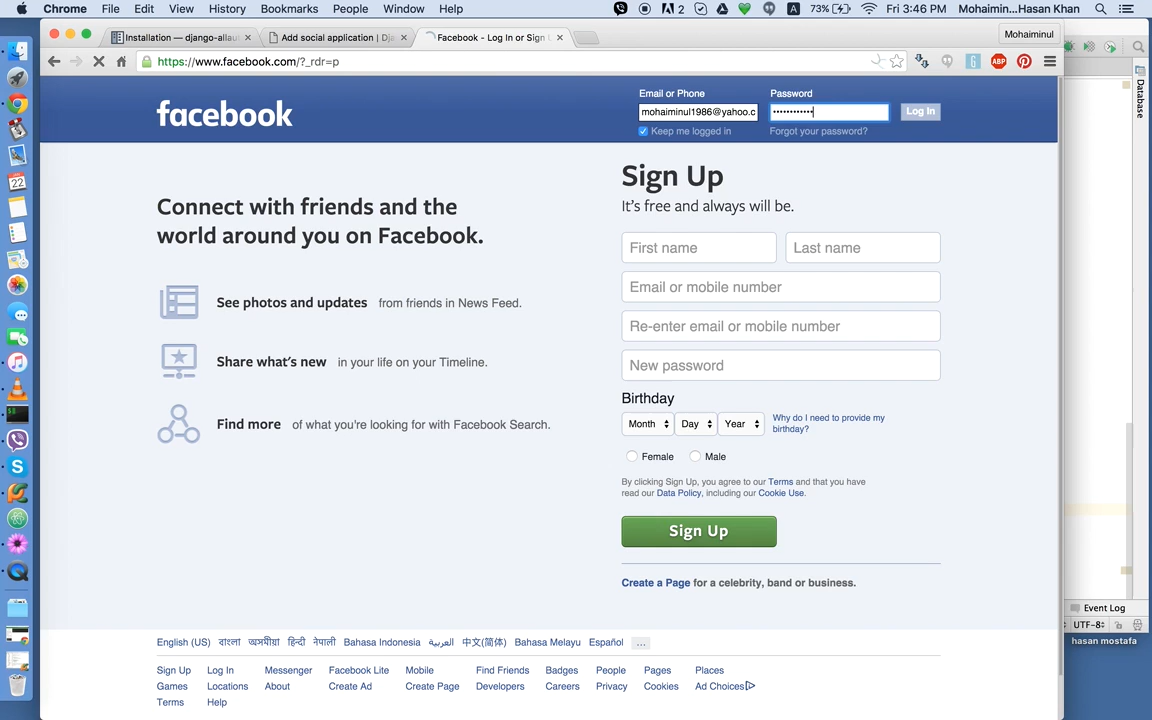 Chrome File Edit View History Bookmarks People Window Help 2 73% Fri 3:46 PM Mohaimin...Hasan Khan
Installation — django-allau × Add social application | Dja × Facebook - Log In or Sign U × Mohaiminul
https://www.facebook.com/?_rdr=p
facebook
Email or Phone Password
mohaiminul1986@yahoo.c •••••••••••• Log In
Keep me logged in Forgot your password?
Sign Up
It's free and always will be.
Connect with friends and the
world around you on Facebook.
First name Last name
Email or mobile number
See photos and updates from friends in News Feed.
Re-enter email or mobile number
Share what's new in your life on your Timeline.
New password
Birthday
Month Day Year Why do I need to provide my
birthday?
Find more of what you're looking for with Facebook Search.
Female Male
By clicking Sign Up, you agree to our Terms and that you have
read our Data Policy, including our Cookie Use.
Sign Up
Create a Page for a celebrity, band or business.
English (US) বাংলা অসমীয়া हिन्दी नेपाली Bahasa Indonesia العربية 中文(简体) Bahasa Melayu Español ...
Sign Up Log In Messenger Facebook Lite Mobile Find Friends Badges People Pages Places
Games Locations About Create Ad Create Page Developers Careers Privacy Cookies Ad Choices
Terms Help
Database
Event Log
UTF-8
hasan mostafa
22
ABP